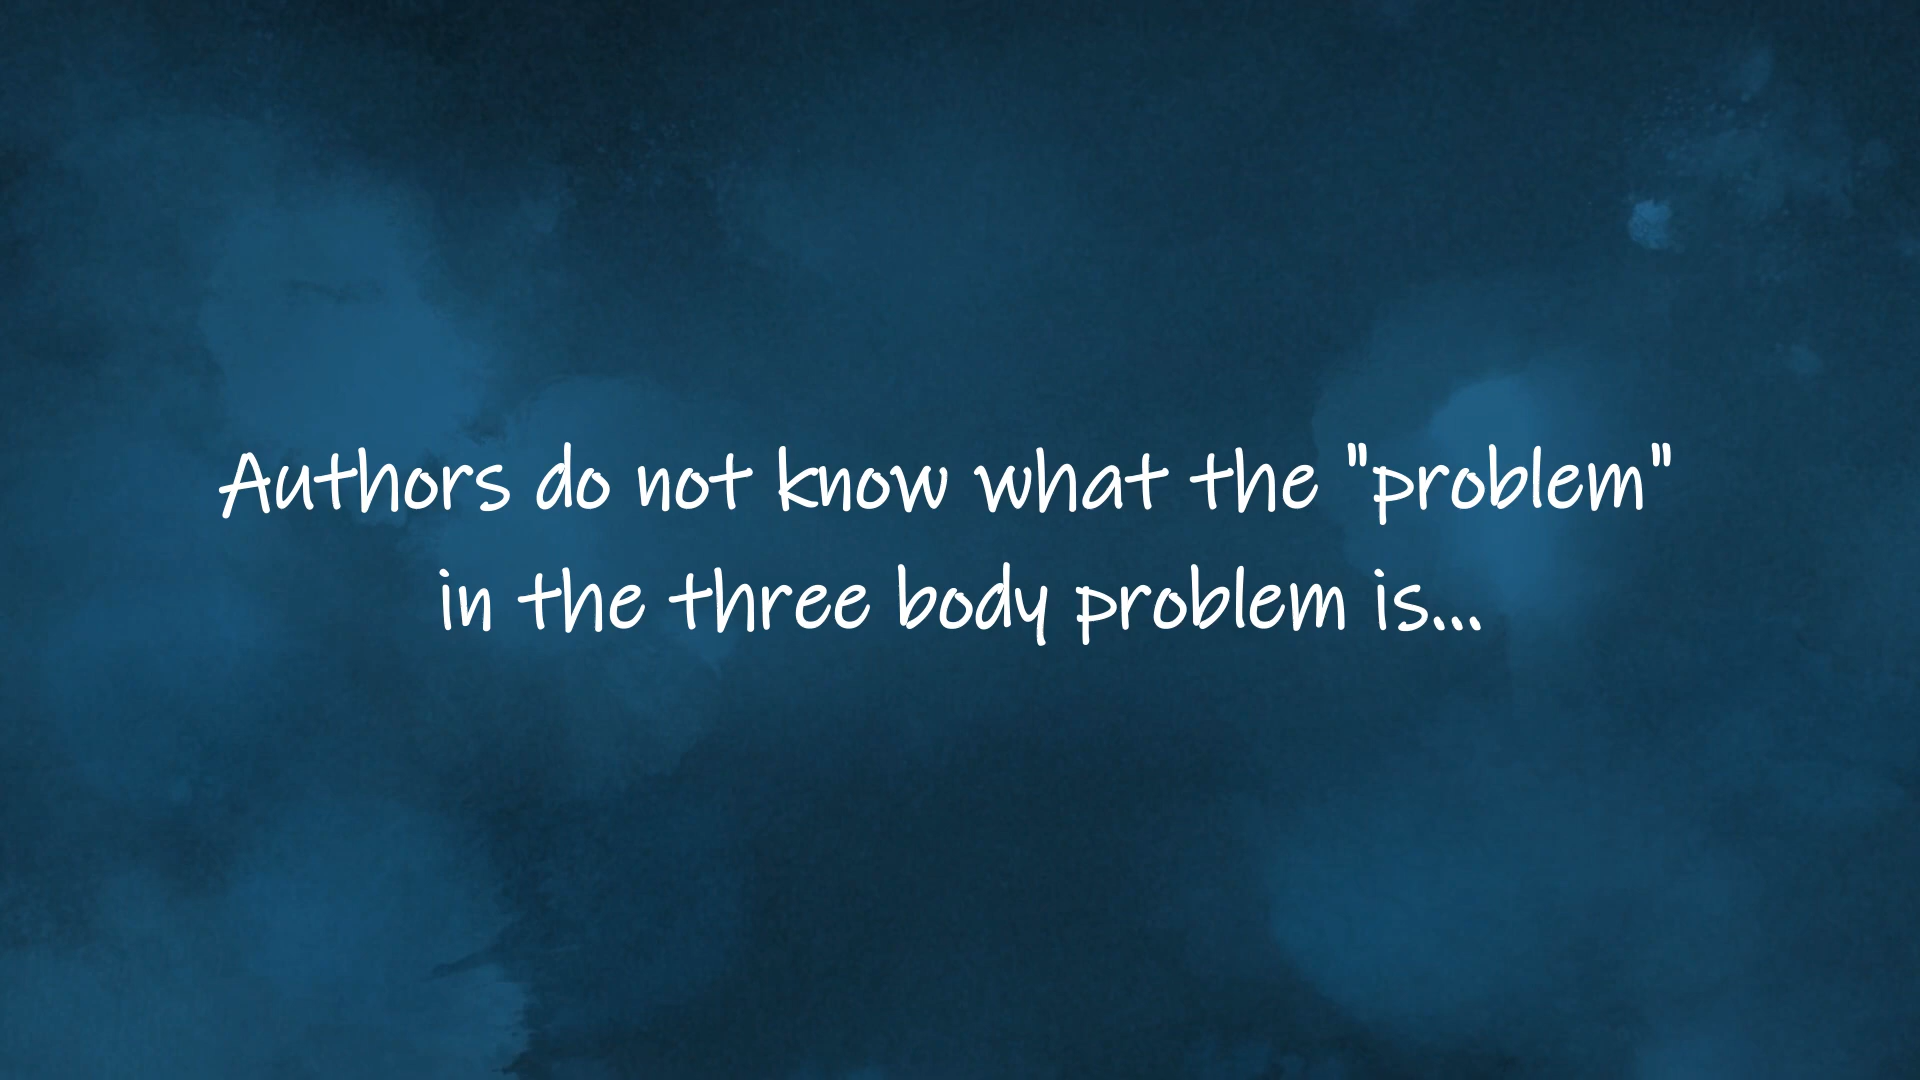 Authors do not know what the "problem"
in the three body problem is...